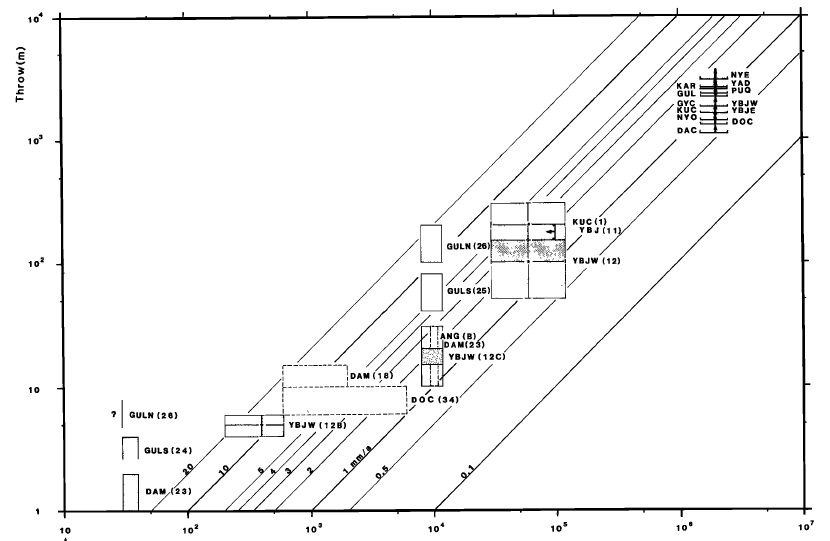 10⁴
Throw(m)
NYE
KAR YAD
GUL PUQ
GYC YBJW
KUC YBJE
NYO DOC
DAC
10³
KUC(1)
YBJ(11)
GULN(26)
10² YBJW(12)
GULS(25)
ANG(8)
DAM(23)
YBJW(12C)
DAM(18)
10 DOC(34)
? GULN(26)
YBJW(12B)
GULS(24)
20 10 5 4 3 2 1 mm/a 0.5 0.1
DAM(23)
1
10 10² 10³ 10⁴ 10⁵ 10⁶ 10⁷